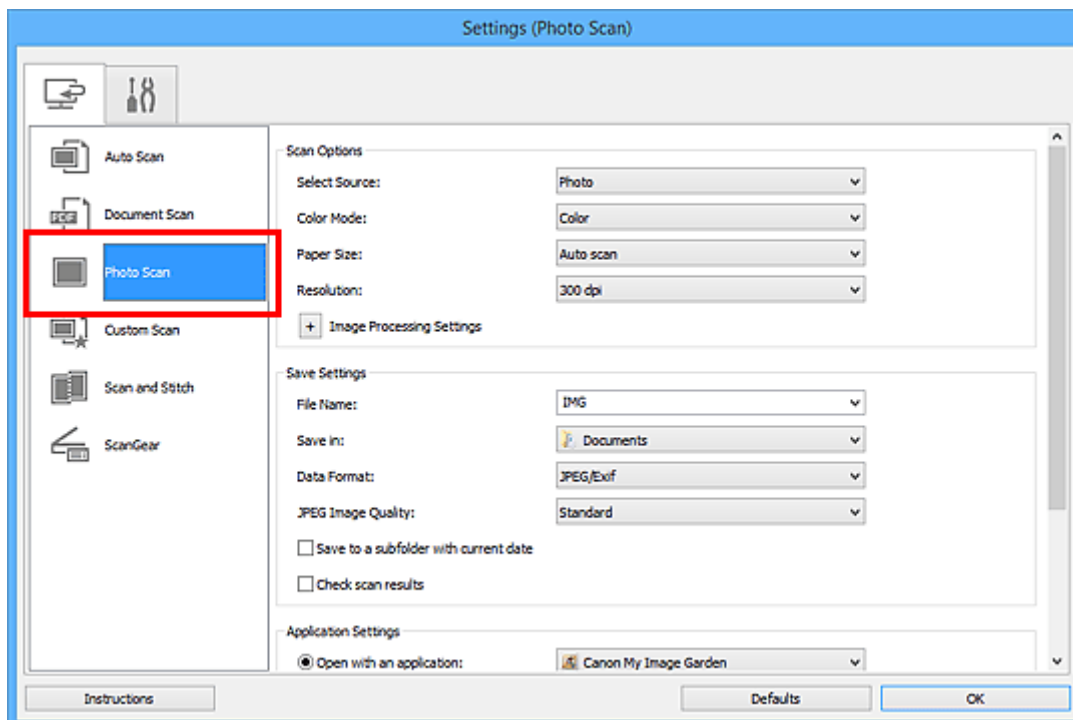 Settings (Photo Scan)
Auto Scan
PDF
Document Scan
Photo Scan
Custom Scan
Scan and Stitch
ScanGear
Scan Options
Select Source: Photo
Color Mode: Color
Paper Size: Auto scan
Resolution: 300 dpi
+ Image Processing Settings
Save Settings
File Name: IMG
Save in: Documents
Data Format: JPEG/Exif
JPEG Image Quality: Standard
Save to a subfolder with current date
Check scan results
Application Settings
Open with an application: Canon My Image Garden
Instructions Defaults OK